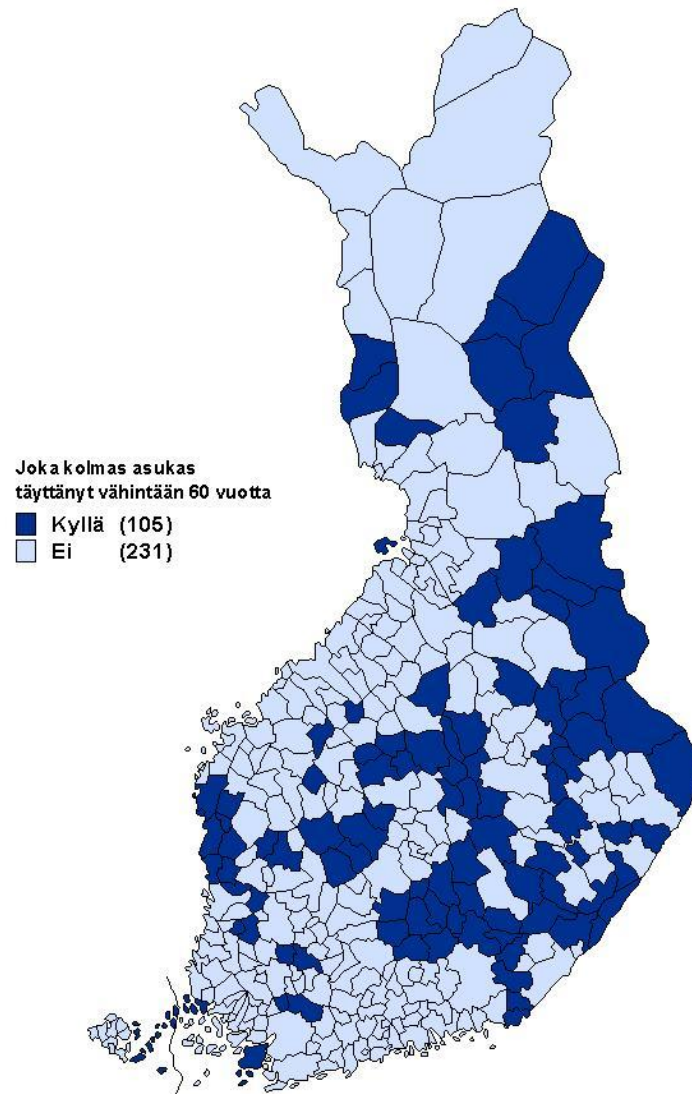 Joka kolmas asukas
täyttänyt vähintään 60 vuotta
Kyllä (105)
Ei (231)